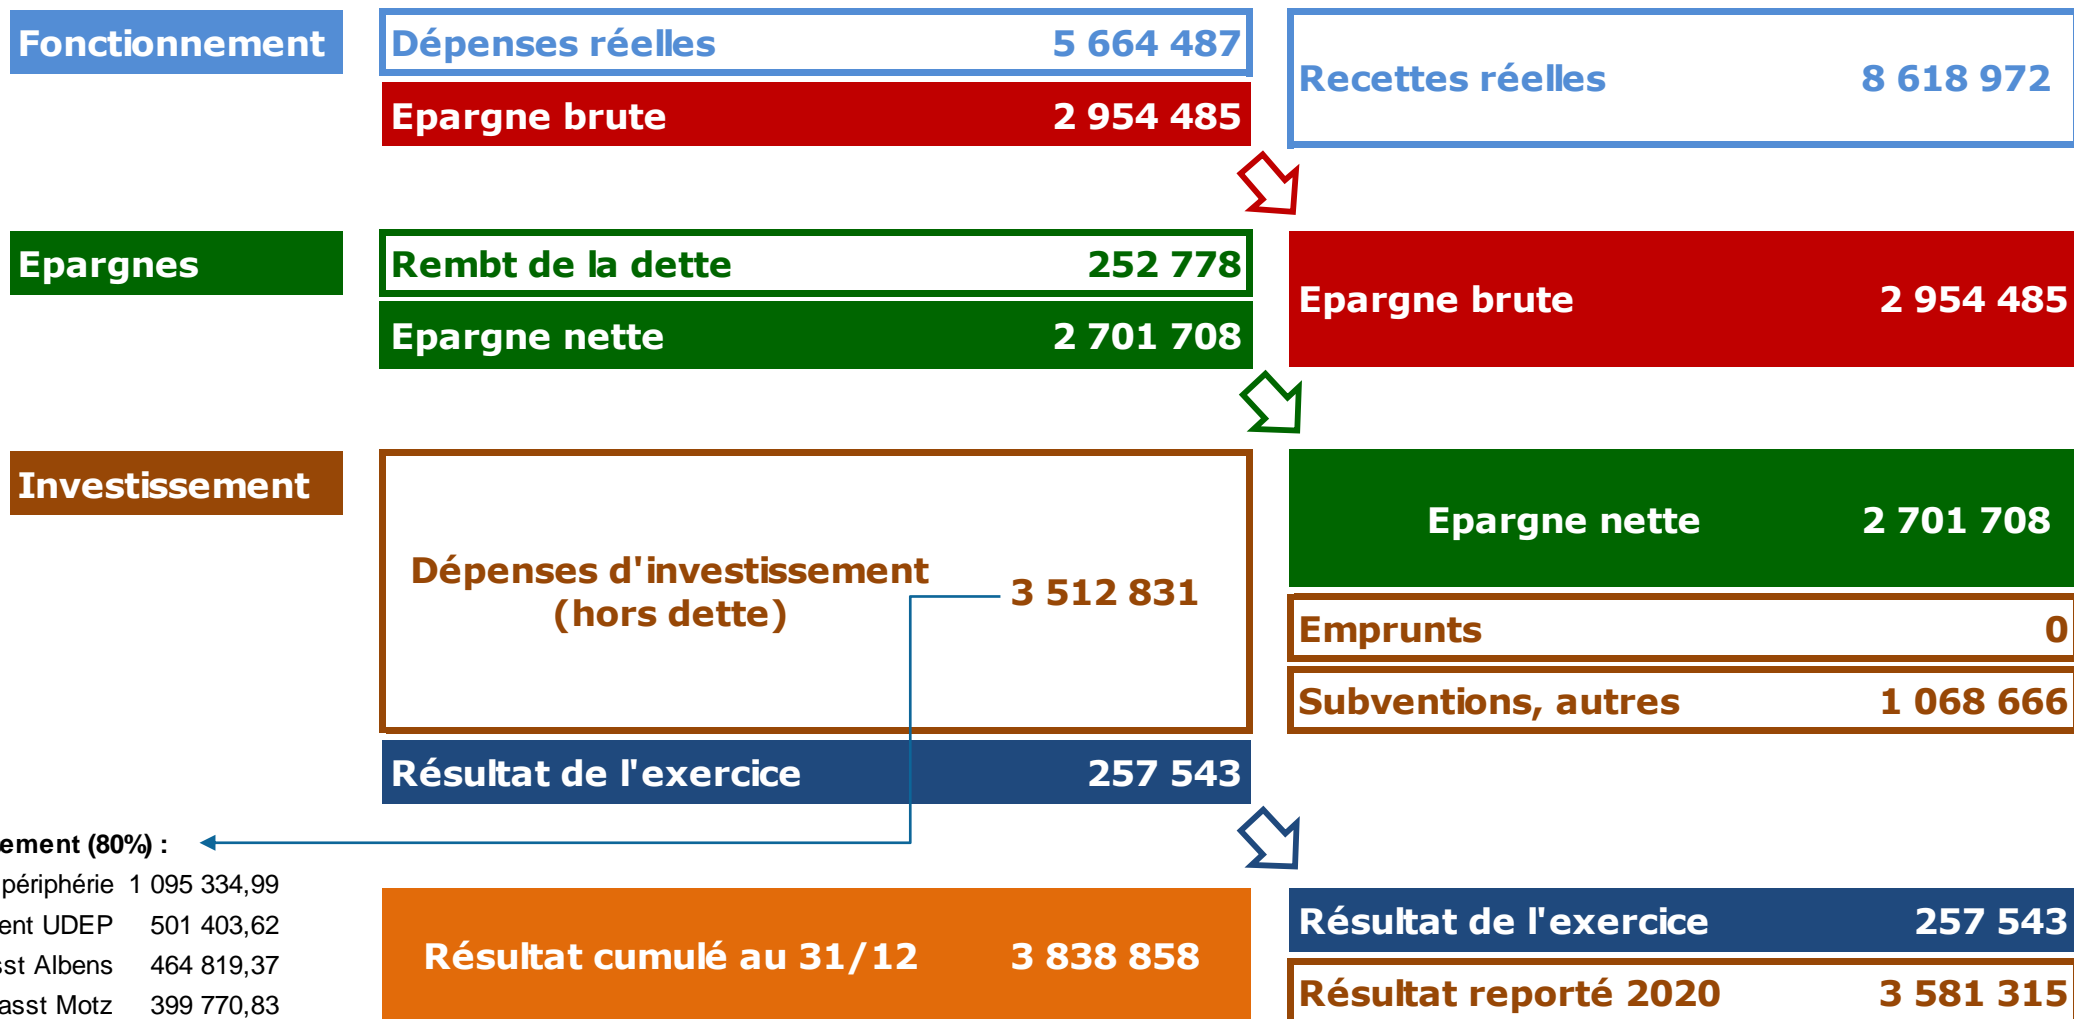 Fonctionnement
Dépenses réelles 5 664 487
Epargne brute 2 954 485
Recettes réelles 8 618 972
Epargnes
Rembt de la dette 252 778
Epargne nette 2 701 708
Epargne brute 2 954 485
Investissement
Dépenses d'investissement
(hors dette)
3 512 831
Résultat de l'exercice 257 543
Epargne nette 2 701 708
Emprunts 0
Subventions, autres 1 068 666
ement (80%) :
périphérie 1 095 334,99
ent UDEP 501 403,62
st Albens 464 819,37
asst Motz 399 770,83
Résultat cumulé au 31/12 3 838 858
Résultat de l'exercice 257 543
Résultat reporté 2020 3 581 315